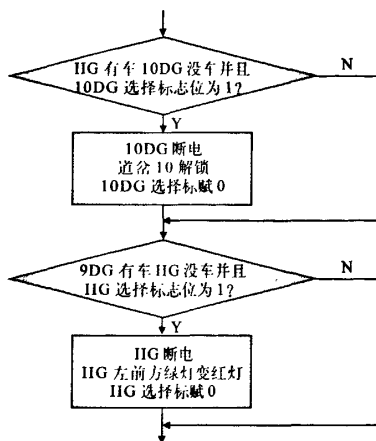 IIG 有车 10DG 没车并且
10DG 选择标志位为 1?
N
Y
10DG 断电
道岔 10 解锁
10DG 选择标赋 0
9DG 有车 IIG 没车并且
IIG 选择标志位为 1?
N
Y
IIG 断电
IIG 左前方绿灯变红灯
IIG 选择标赋 0